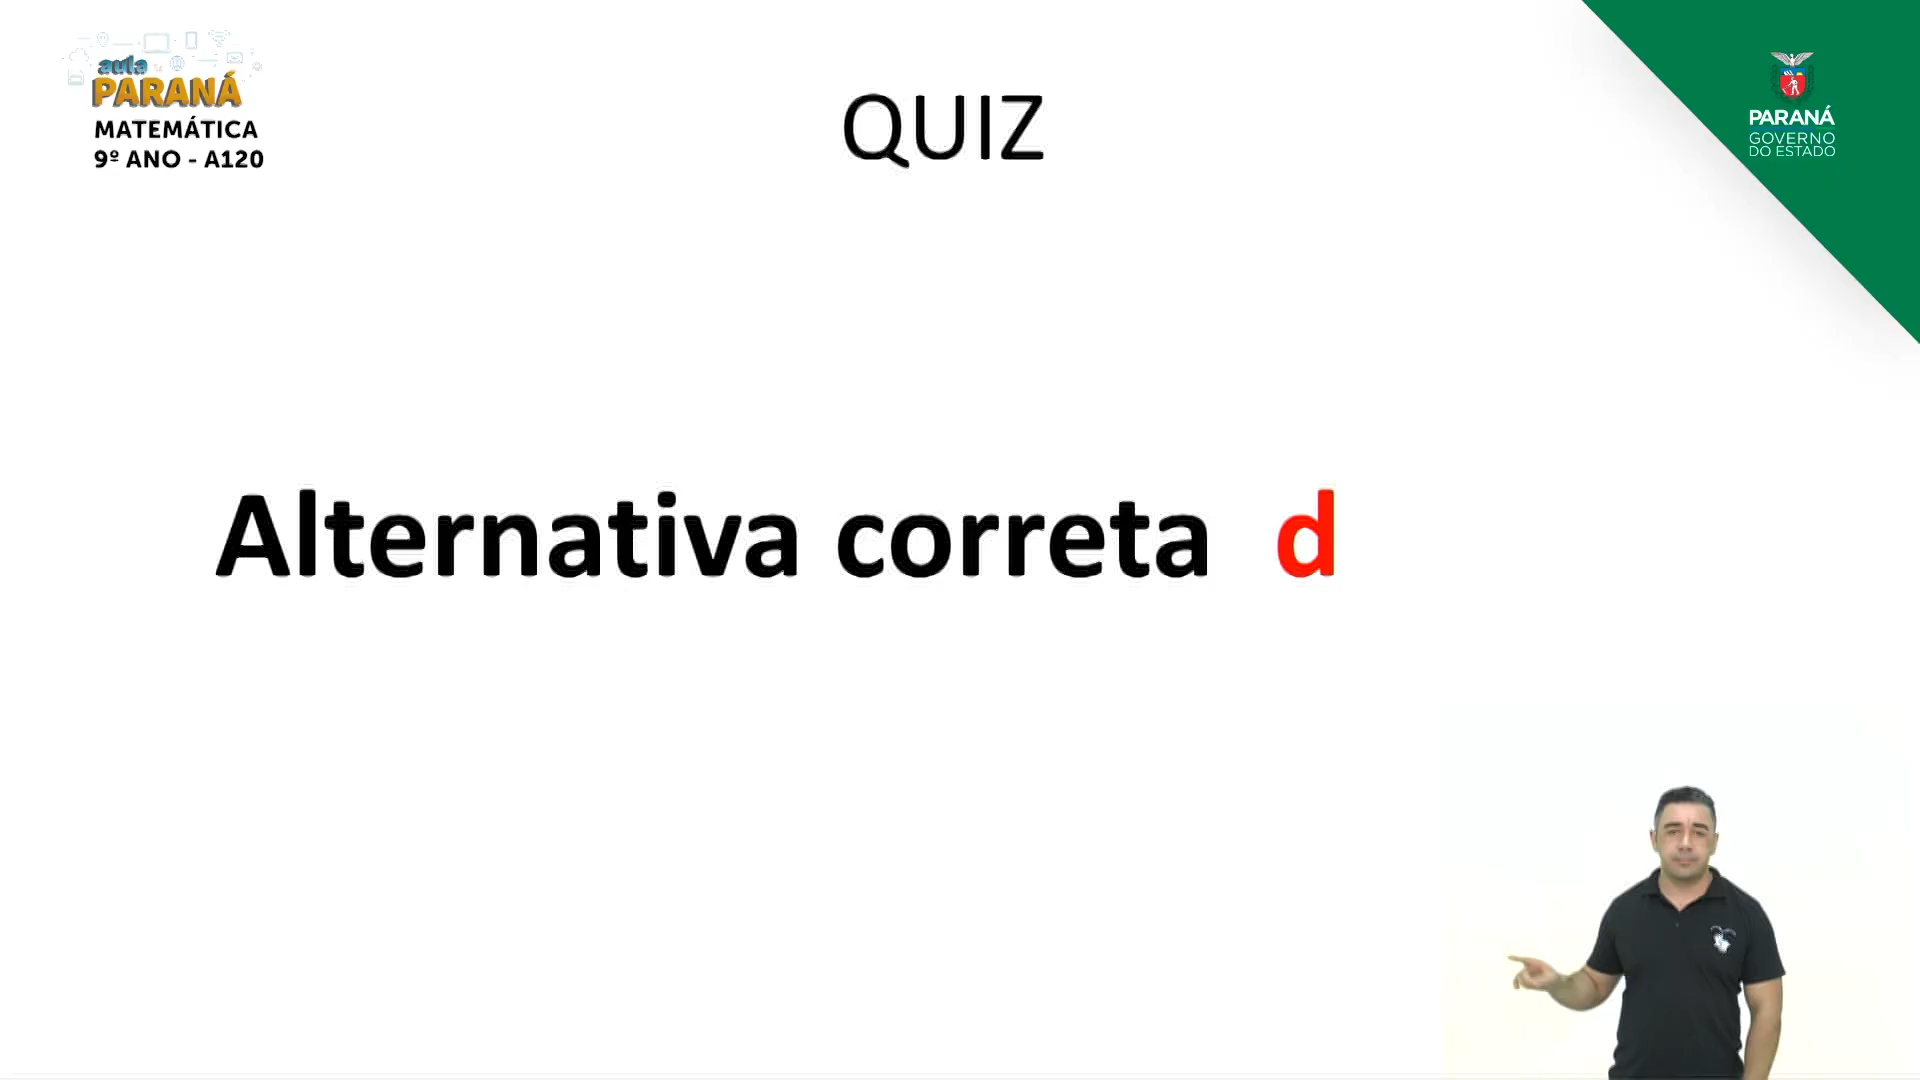 aula
PARANÁ
MATEMÁTICA
9º ANO - A120
QUIZ
PARANÁ
GOVERNO
DO ESTADO
Alternativa correta d